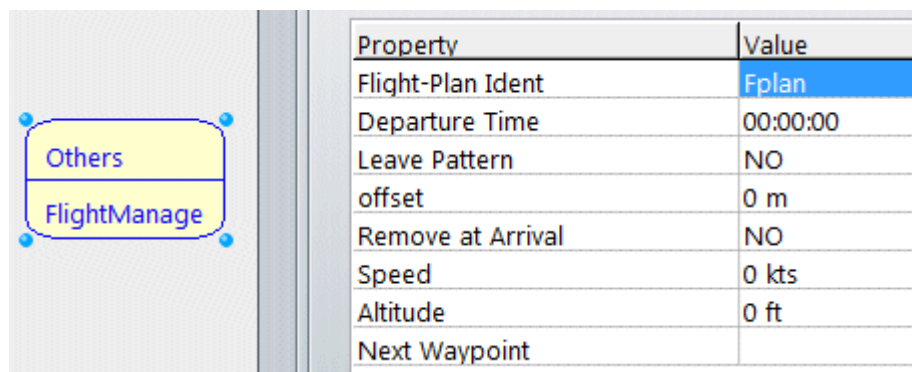 Others
FlightManage
Property Value
Flight-Plan Ident Fplan
Departure Time 00:00:00
Leave Pattern NO
offset 0 m
Remove at Arrival NO
Speed 0 kts
Altitude 0 ft
Next Waypoint